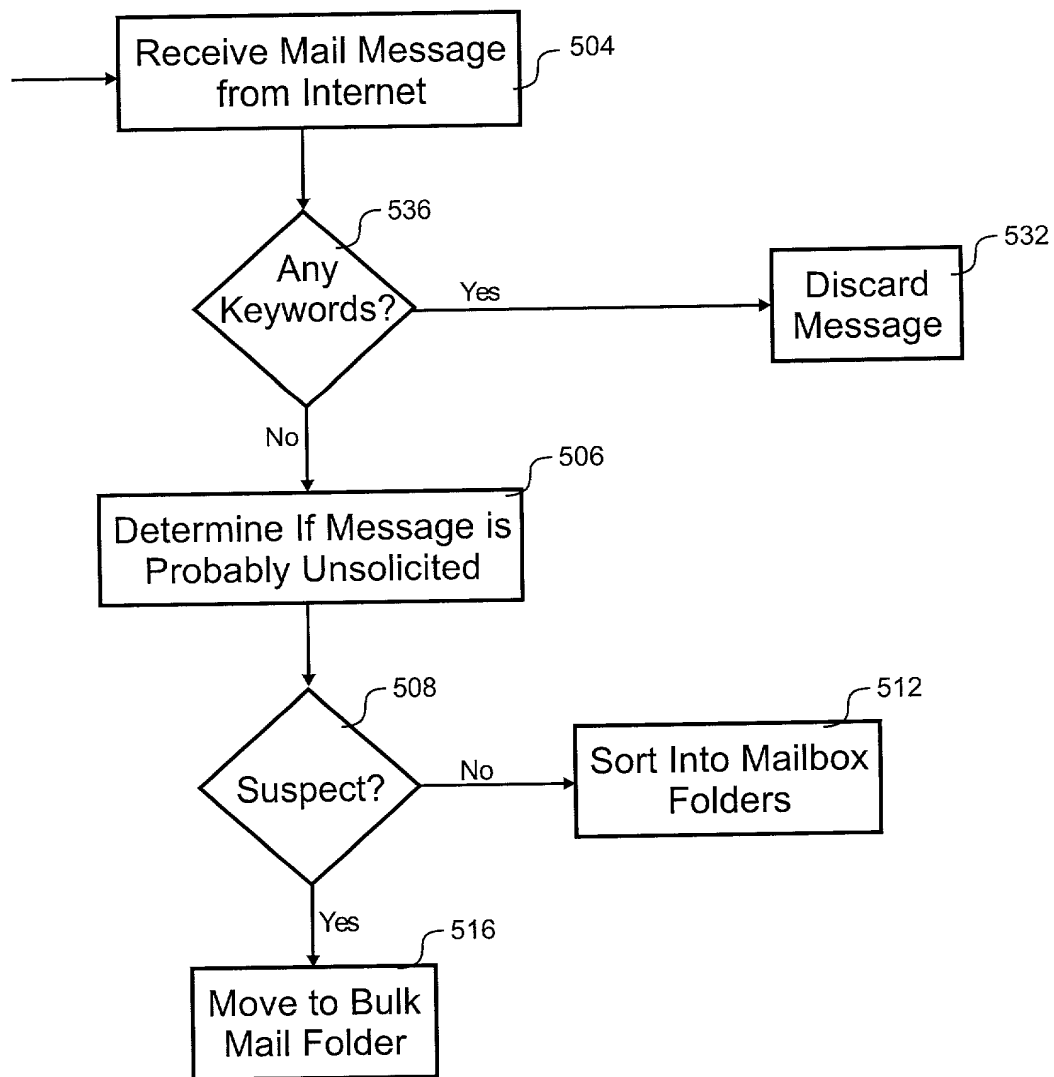 Receive Mail Message
from Internet
504
536
Any
Keywords?
Yes
532
Discard
Message
No
506
Determine If Message is
Probably Unsolicited
508
Suspect?
No
512
Sort Into Mailbox
Folders
Yes
516
Move to Bulk
Mail Folder